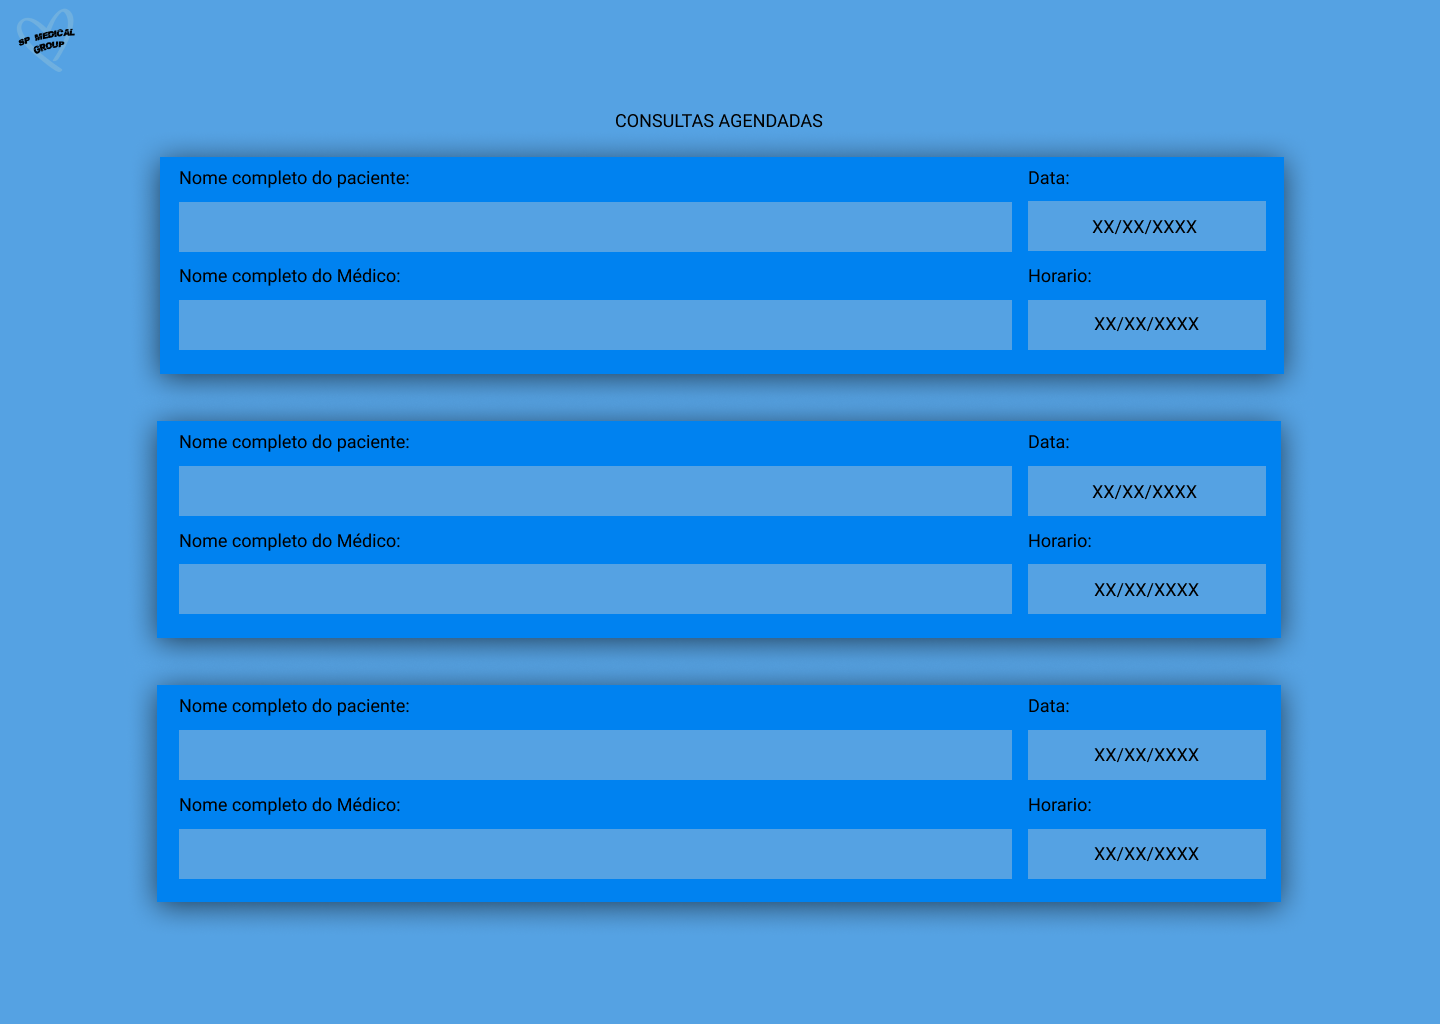 SP MEDICAL
GROUP
CONSULTAS AGENDADAS
Nome completo do paciente:
Data:
XX/XX/XXXX
Nome completo do Médico:
Horario:
XX/XX/XXXX
Nome completo do paciente:
Data:
XX/XX/XXXX
Nome completo do Médico:
Horario:
XX/XX/XXXX
Nome completo do paciente:
Data:
XX/XX/XXXX
Nome completo do Médico:
Horario:
XX/XX/XXXX